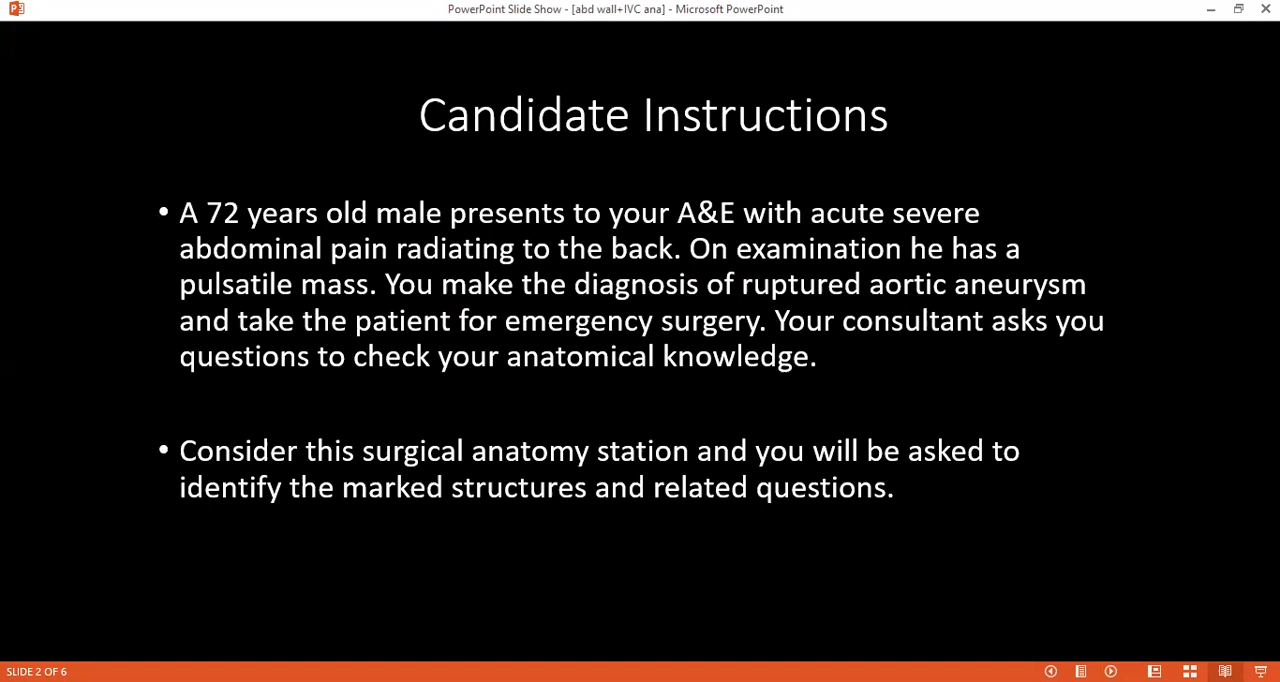 PowerPoint Slide Show - [abd wall+IVC ana] - Microsoft PowerPoint
Candidate Instructions
• A 72 years old male presents to your A&E with acute severe
abdominal pain radiating to the back. On examination he has a
pulsatile mass. You make the diagnosis of ruptured aortic aneurysm
and take the patient for emergency surgery. Your consultant asks you
questions to check your anatomical knowledge.
• Consider this surgical anatomy station and you will be asked to
identify the marked structures and related questions.
SLIDE 2 OF 6